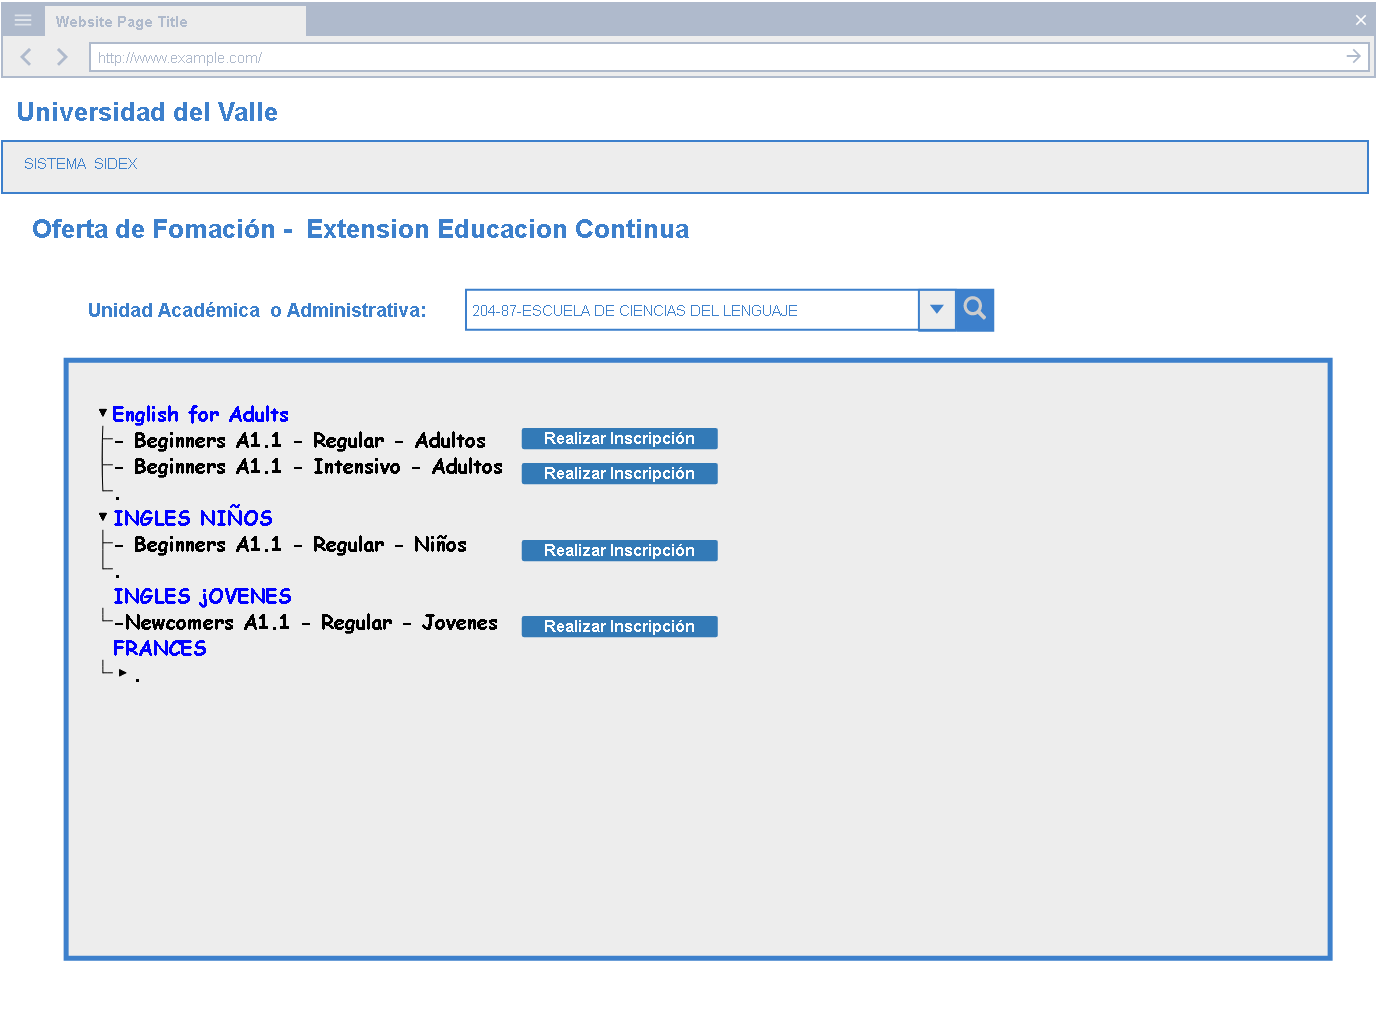 Website Page Title
http://www.example.com/
Universidad del Valle
SISTEMA SIDEX
Oferta de Fomación - Extension Educacion Continua
Unidad Académica o Administrativa: 204-87-ESCUELA DE CIENCIAS DEL LENGUAJE
English for Adults
- Beginners A1.1 - Regular - Adultos Realizar Inscripción
- Beginners A1.1 - Intensivo - Adultos Realizar Inscripción
.
INGLES NIÑOS
- Beginners A1.1 - Regular - Niños Realizar Inscripción
.
INGLES jOVENES
-Newcomers A1.1 - Regular - Jovenes Realizar Inscripción
FRANCES
.